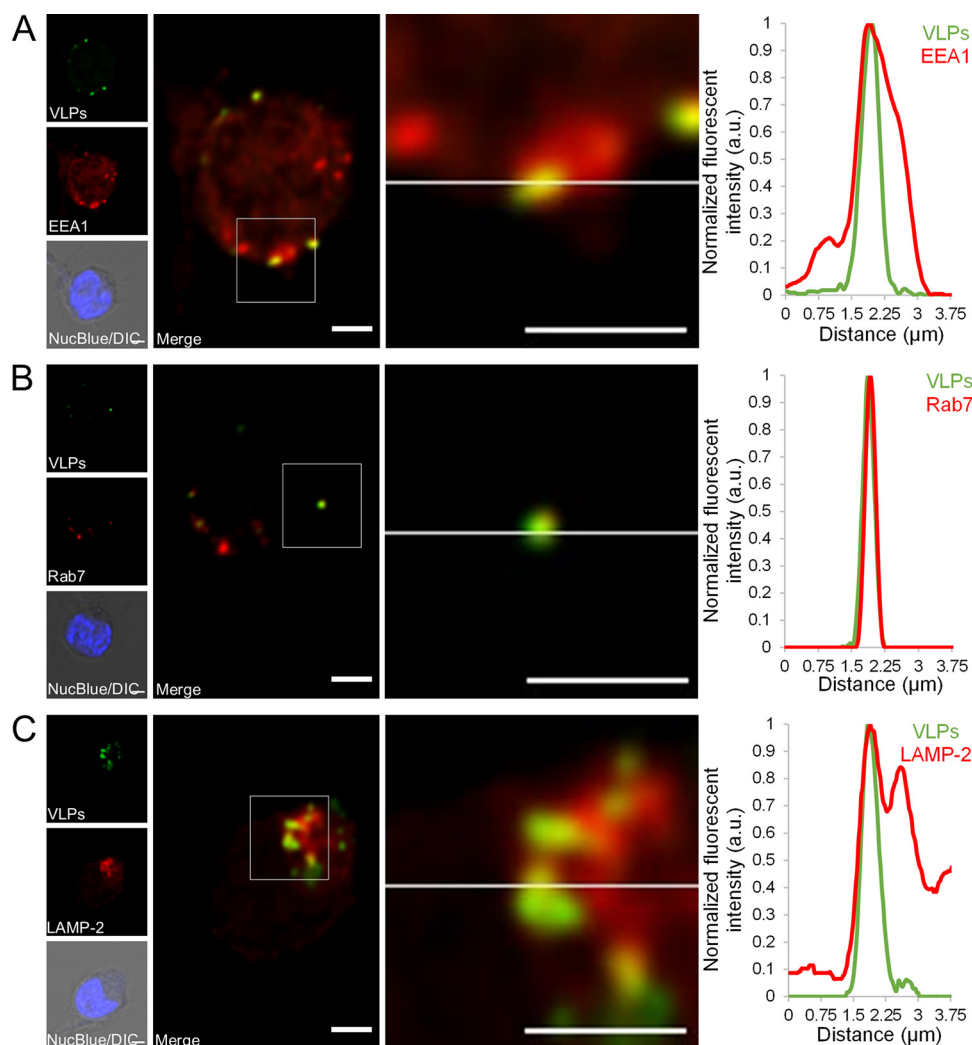 A
VLPs
EEA1
NucBlue/DIC
Merge
Normalized fluorescent
intensity (a.u.)
1
0.9
0.8
0.7
0.6
0.5
0.4
0.3
0.2
0.1
0
VLPs
EEA1
0 0.75 1.5 2.25 3 3.75
Distance (µm)
B
VLPs
Rab7
NucBlue/DIC
Merge
Normalized fluorescent
intensity (a.u.)
1
0.9
0.8
0.7
0.6
0.5
0.4
0.3
0.2
0.1
0
VLPs
Rab7
0 0.75 1.5 2.25 3 3.75
Distance (µm)
C
VLPs
LAMP-2
NucBlue/DIC
Merge
Normalized fluorescent
intensity (a.u.)
1
0.9
0.8
0.7
0.6
0.5
0.4
0.3
0.2
0.1
0
VLPs
LAMP-2
0 0.75 1.5 2.25 3 3.75
Distance (µm)